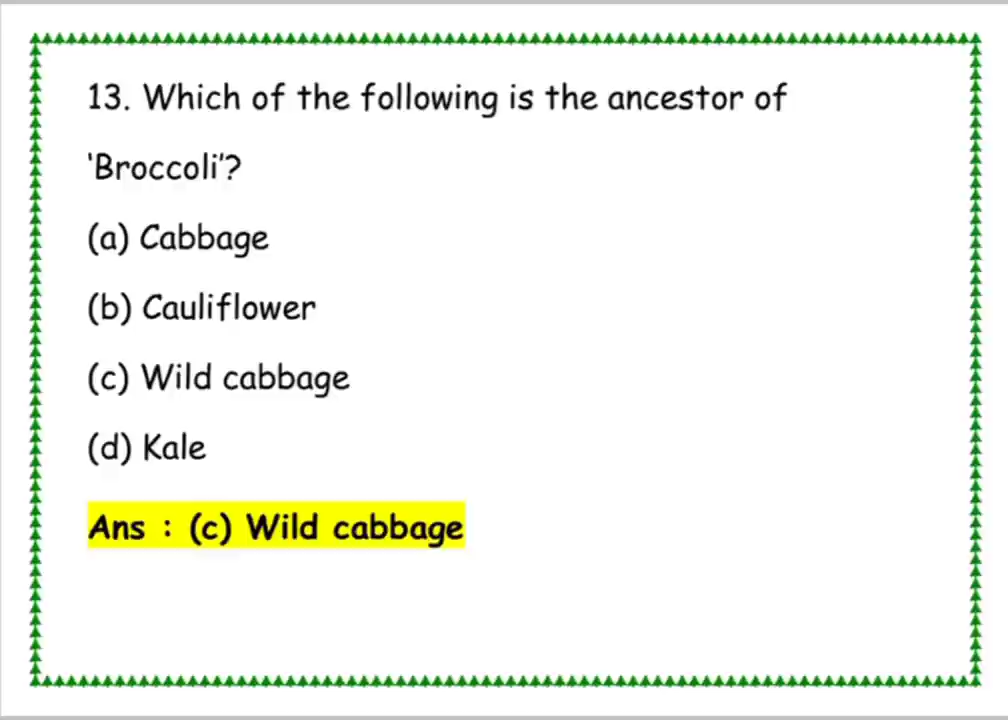 13. Which of the following is the ancestor of
'Broccoli'?
(a) Cabbage
(b) Cauliflower
(c) Wild cabbage
(d) Kale
Ans : (c) Wild cabbage